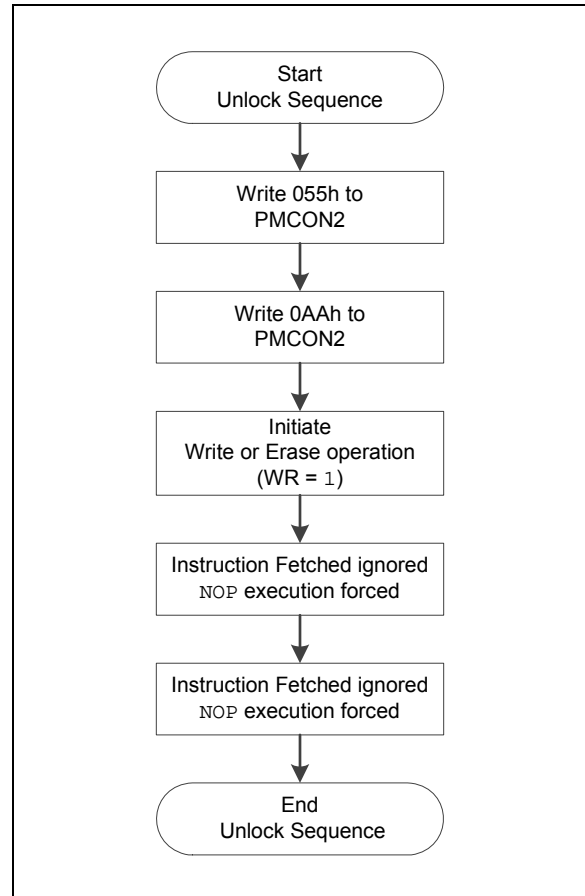 Start
Unlock Sequence
Write 055h to
PMCON2
Write 0AAh to
PMCON2
Initiate
Write or Erase operation
(WR = 1)
Instruction Fetched ignored
NOP execution forced
Instruction Fetched ignored
NOP execution forced
End
Unlock Sequence